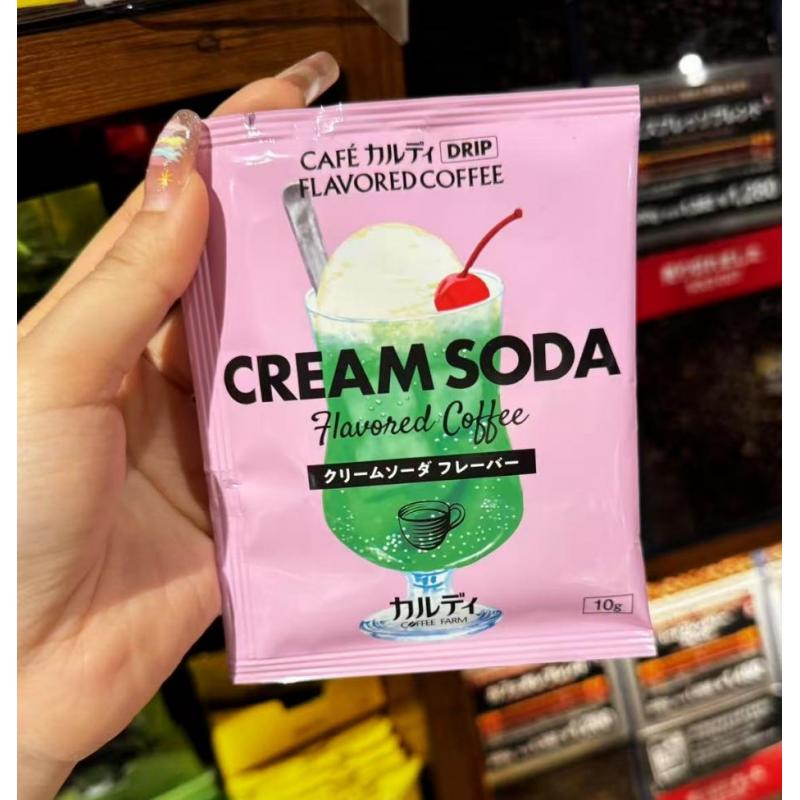 CAFÉ カルディ DRIP
FLAVORED COFFEE
CREAM SODA
Flavored Coffee
クリームソーダ フレーバー
カルディ
COFFEE FARM
10g